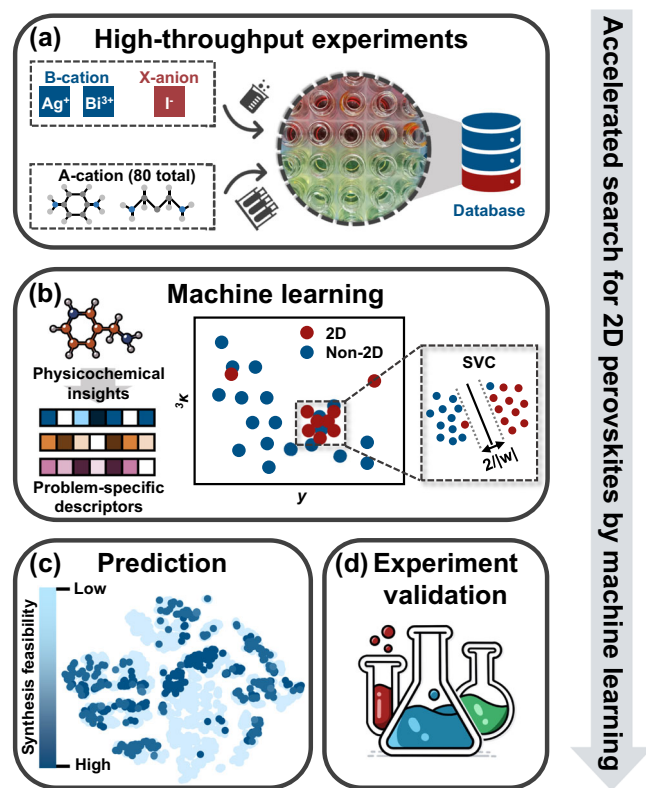 (a) High-throughput experiments
B-cation X-anion
Ag⁺ Bi³⁺ I⁻
A-cation (80 total)
Database
(b) Machine learning
Physicochemical
insights
Problem-specific
descriptors
2D
Non-2D
³κ
y
SVC
2/|w|
(c) Prediction
Low
Synthesis feasibility
High
(d) Experiment
validation
Accelerated search for 2D perovskites by machine learning